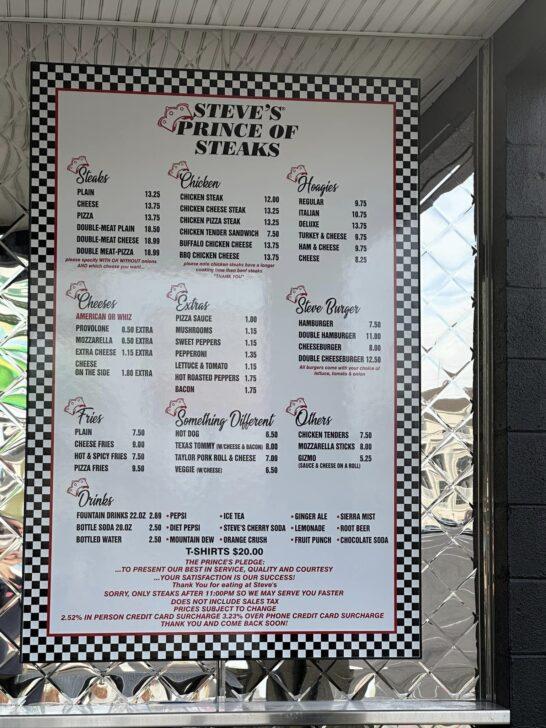 STEVE'S®
PRINCE OF
STEAKS
Steaks
PLAIN 13.25
CHEESE 13.75
PIZZA 13.75
DOUBLE-MEAT PLAIN 18.50
DOUBLE-MEAT CHEESE 18.99
DOUBLE MEAT-PIZZA 18.99
please specify WITH OR WITHOUT onions
AND which cheese you want...
Chicken
CHICKEN STEAK 12.00
CHICKEN CHEESE STEAK 13.25
CHICKEN PIZZA STEAK 13.25
CHICKEN TENDER SANDWICH 7.50
BUFFALO CHICKEN CHEESE 13.75
BBQ CHICKEN CHEESE 13.75
please note chicken steaks have a longer
cooking time then beef steaks
"THANK YOU"
Hoagies
REGULAR 9.75
ITALIAN 10.75
DELUXE 13.75
TURKEY & CHEESE 9.75
HAM & CHEESE 9.75
CHEESE 8.25
Cheeses
AMERICAN OR WHIZ
PROVOLONE 0.50 EXTRA
MOZZARELLA 0.50 EXTRA
EXTRA CHEESE 1.15 EXTRA
CHEESE
ON THE SIDE 1.80 EXTRA
Extras
PIZZA SAUCE 1.00
MUSHROOMS 1.15
SWEET PEPPERS 1.15
PEPPERONI 1.35
LETTUCE & TOMATO 1.15
HOT ROASTED PEPPERS 1.75
BACON 1.75
Steve Burger
HAMBURGER 7.50
DOUBLE HAMBURGER 11.00
CHEESEBURGER 8.00
DOUBLE CHEESEBURGER 12.50
All burgers come with your choice of
lettuce, tomato & onion
Fries
PLAIN 7.50
CHEESE FRIES 9.00
HOT & SPICY FRIES 7.50
PIZZA FRIES 9.50
Something Different
HOT DOG 6.50
TEXAS TOMMY (W/CHEESE & BACON) 8.00
TAYLOR PORK ROLL & CHEESE 7.00
VEGGIE (W/CHEESE) 6.50
Others
CHICKEN TENDERS 7.50
MOZZARELLA STICKS 8.00
GIZMO 5.25
(SAUCE & CHEESE ON A ROLL)
Drinks
FOUNTAIN DRINKS 22.OZ 2.89 • PEPSI • ICE TEA • GINGER ALE • SIERRA MIST
BOTTLE SODA 20.OZ 2.50 • DIET PEPSI • STEVE'S CHERRY SODA • LEMONADE • ROOT BEER
BOTTLED WATER 2.50 • MOUNTAIN DEW • ORANGE CRUSH • FRUIT PUNCH • CHOCOLATE SODA
T-SHIRTS $20.00
THE PRINCE'S PLEDGE:
...TO PRESENT OUR BEST IN SERVICE, QUALITY AND COURTESY
...YOUR SATISFACTION IS OUR SUCCESS!
Thank You for eating at Steve's
SORRY, ONLY STEAKS AFTER 11:00PM SO WE MAY SERVE YOU FASTER
DOES NOT INCLUDE SALES TAX
PRICES SUBJECT TO CHANGE
2.52% IN PERSON CREDIT CARD SURCHARGE 3.23% OVER PHONE CREDIT CARD SURCHARGE
THANK YOU AND COME BACK SOON!